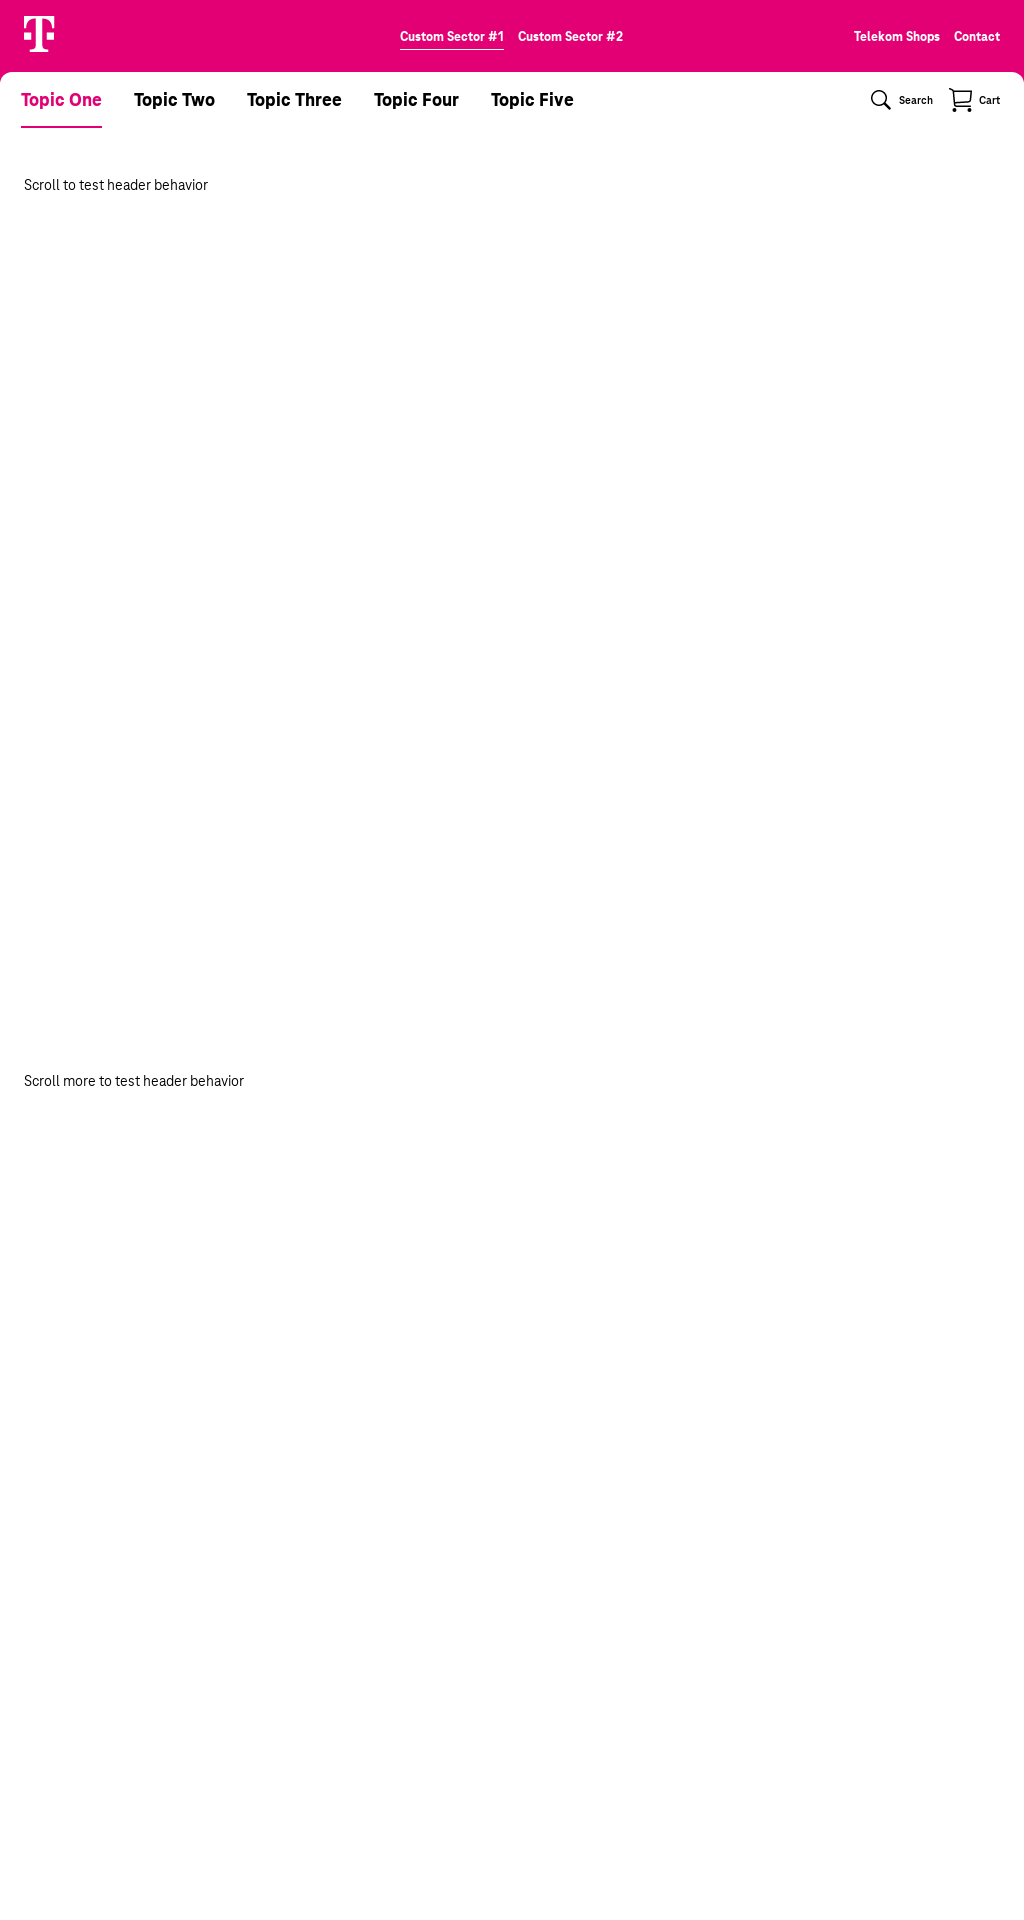 T
Custom Sector #1 Custom Sector #2
Telekom Shops Contact
Topic One Topic Two Topic Three Topic Four Topic Five
Search Cart
Scroll to test header behavior
Scroll more to test header behavior